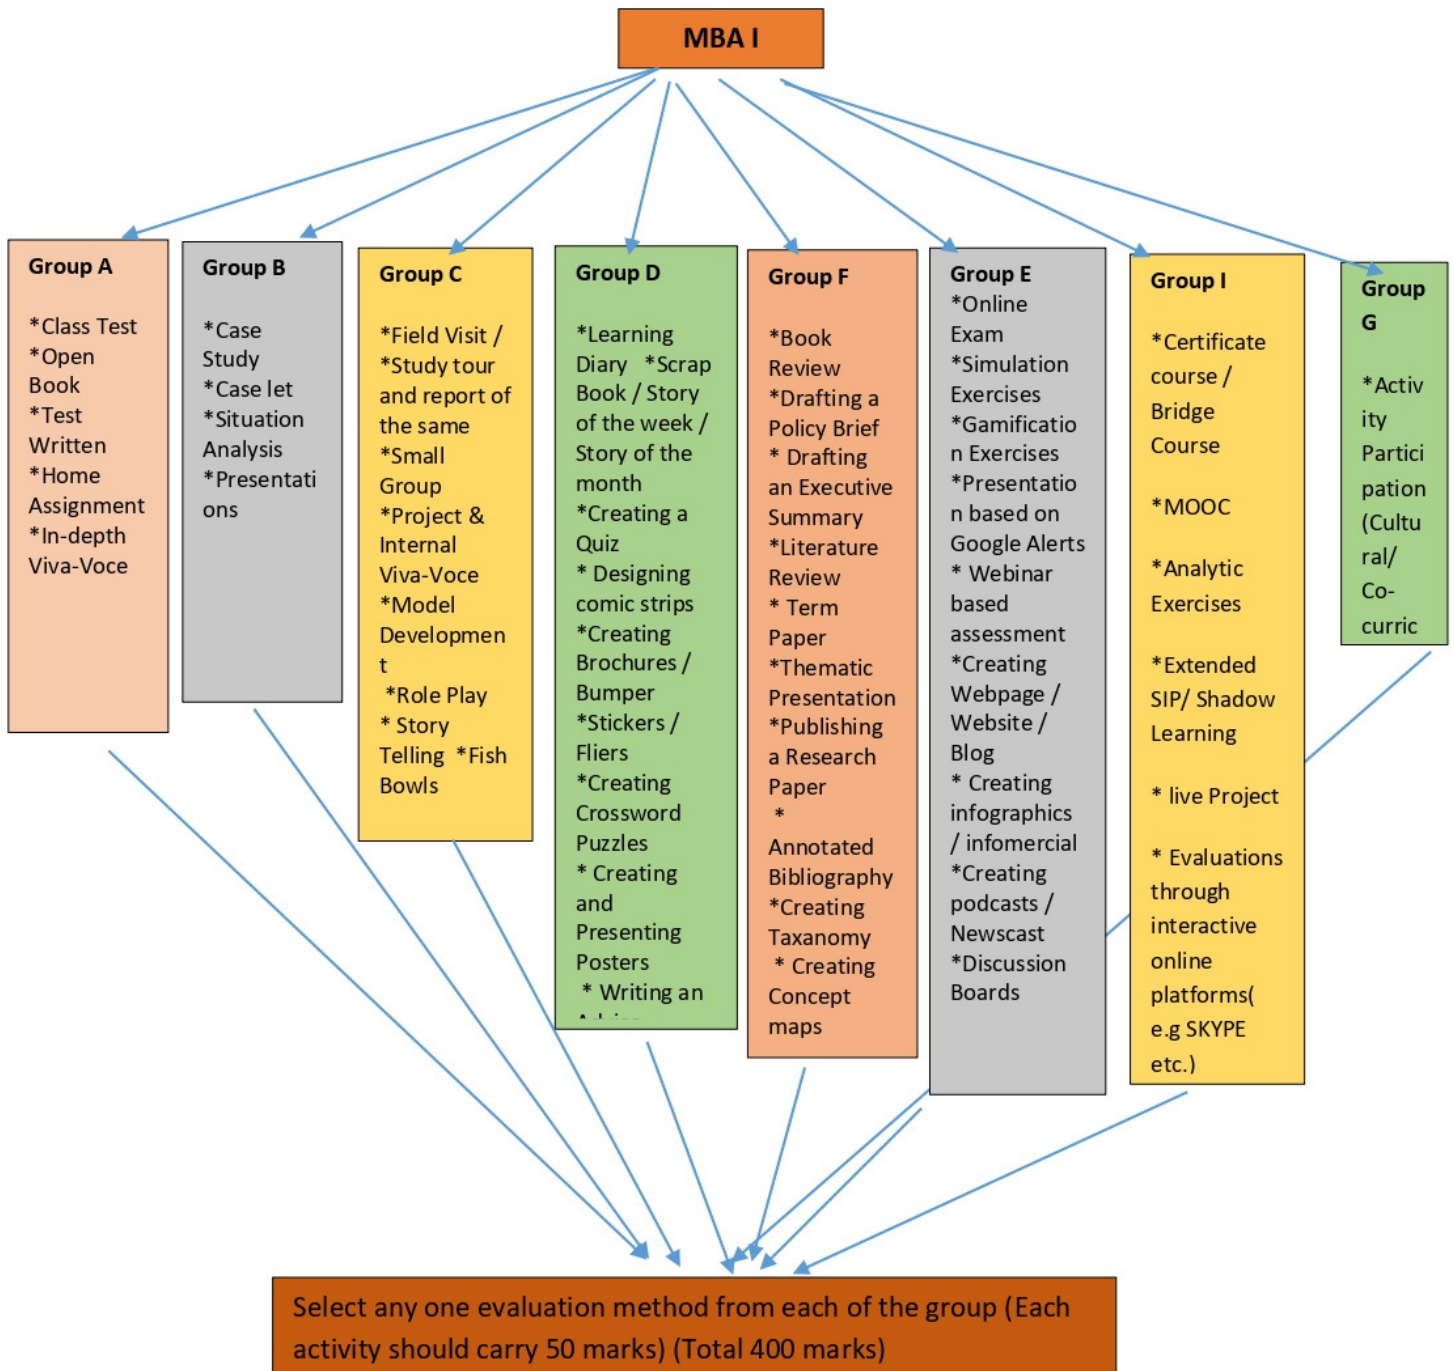 MBA I
Group A
*Class Test
*Open
Book
*Test
Written
*Home
Assignment
*In-depth
Viva-Voce
Group B
*Case
Study
*Case let
*Situation
Analysis
*Presentati
ons
Group C
*Field Visit /
*Study tour
and report of
the same
*Small
Group
*Project &
Internal
Viva-Voce
*Model
Developmen
t
*Role Play
* Story
Telling *Fish
Bowls
Group D
*Learning
Diary *Scrap
Book / Story
of the week /
Story of the
month
*Creating a
Quiz
* Designing
comic strips
*Creating
Brochures /
Bumper
*Stickers /
Fliers
*Creating
Crossword
Puzzles
* Creating
and
Presenting
Posters
* Writing an
Group F
*Book
Review
*Drafting a
Policy Brief
* Drafting
an Executive
Summary
*Literature
Review
* Term
Paper
*Thematic
Presentation
*Publishing
a Research
Paper
*
Annotated
Bibliography
*Creating
Taxanomy
* Creating
Concept
maps
Group E
*Online
Exam
*Simulation
Exercises
*Gamificatio
n Exercises
*Presentatio
n based on
Google Alerts
* Webinar
based
assessment
*Creating
Webpage /
Website /
Blog
* Creating
infographics
/ infomercial
*Creating
podcasts /
Newscast
*Discussion
Boards
Group I
*Certificate
course /
Bridge
Course
*MOOC
*Analytic
Exercises
*Extended
SIP/ Shadow
Learning
* live Project
* Evaluations
through
interactive
online
platforms(
e.g SKYPE
etc.)
Group
G
*Activ
ity
Partici
pation
(Cultu
ral/
Co-
curric
Select any one evaluation method from each of the group (Each
activity should carry 50 marks) (Total 400 marks)